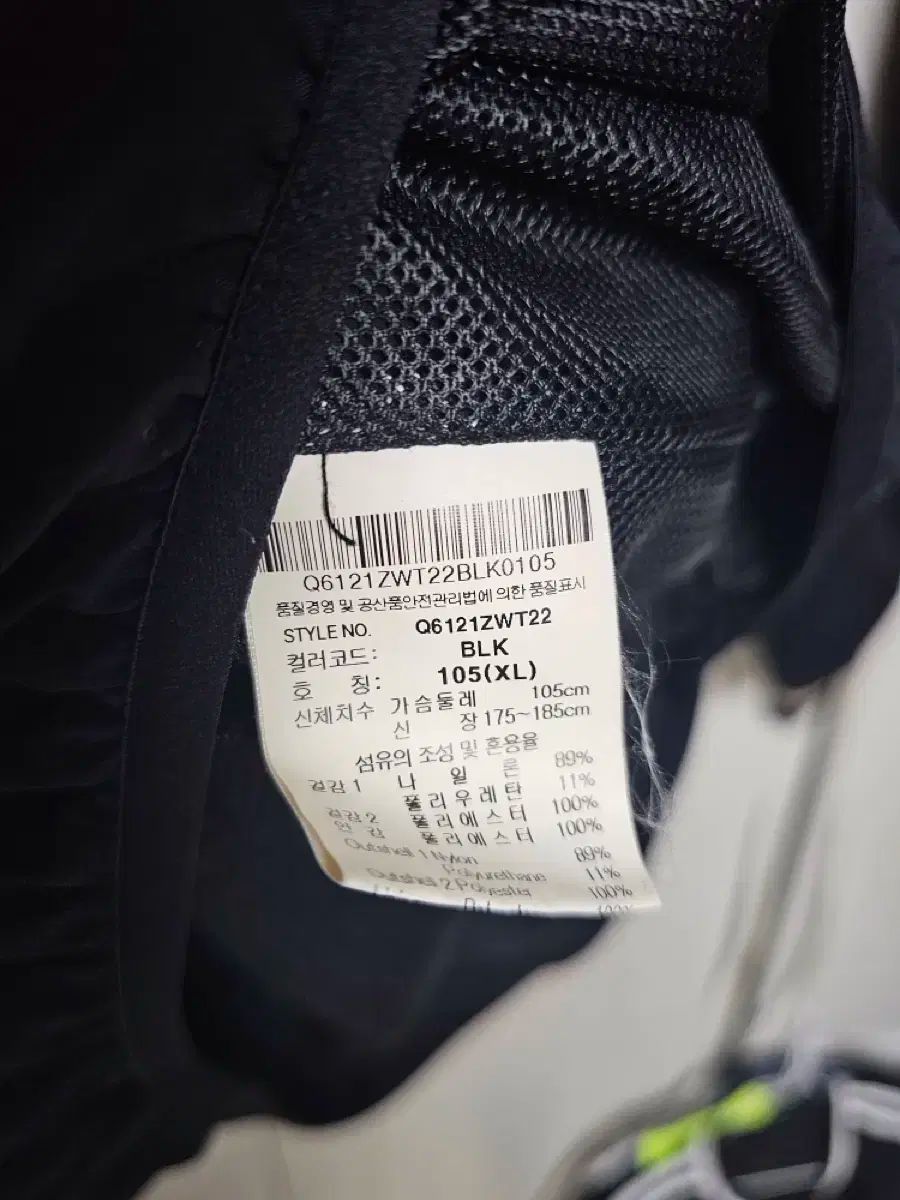 Q6121ZWT22BLK0105
품질경영 및 공산품안전관리법에 의한 품질표시
STYLE NO. Q6121ZWT22
컬러코드: BLK
호 칭: 105(XL)
신체치수 가슴둘레 105cm
신 장 175~185cm
섬유의 조성 및 혼용율
겉감 1 나 일 론 89%
폴리우레탄 11%
겉감 2 폴리에스터 100%
안 감 폴리에스터 100%
Outshell 1 Nylon 89%
Polyurethane 11%
Outshell 2 Polyester 100%